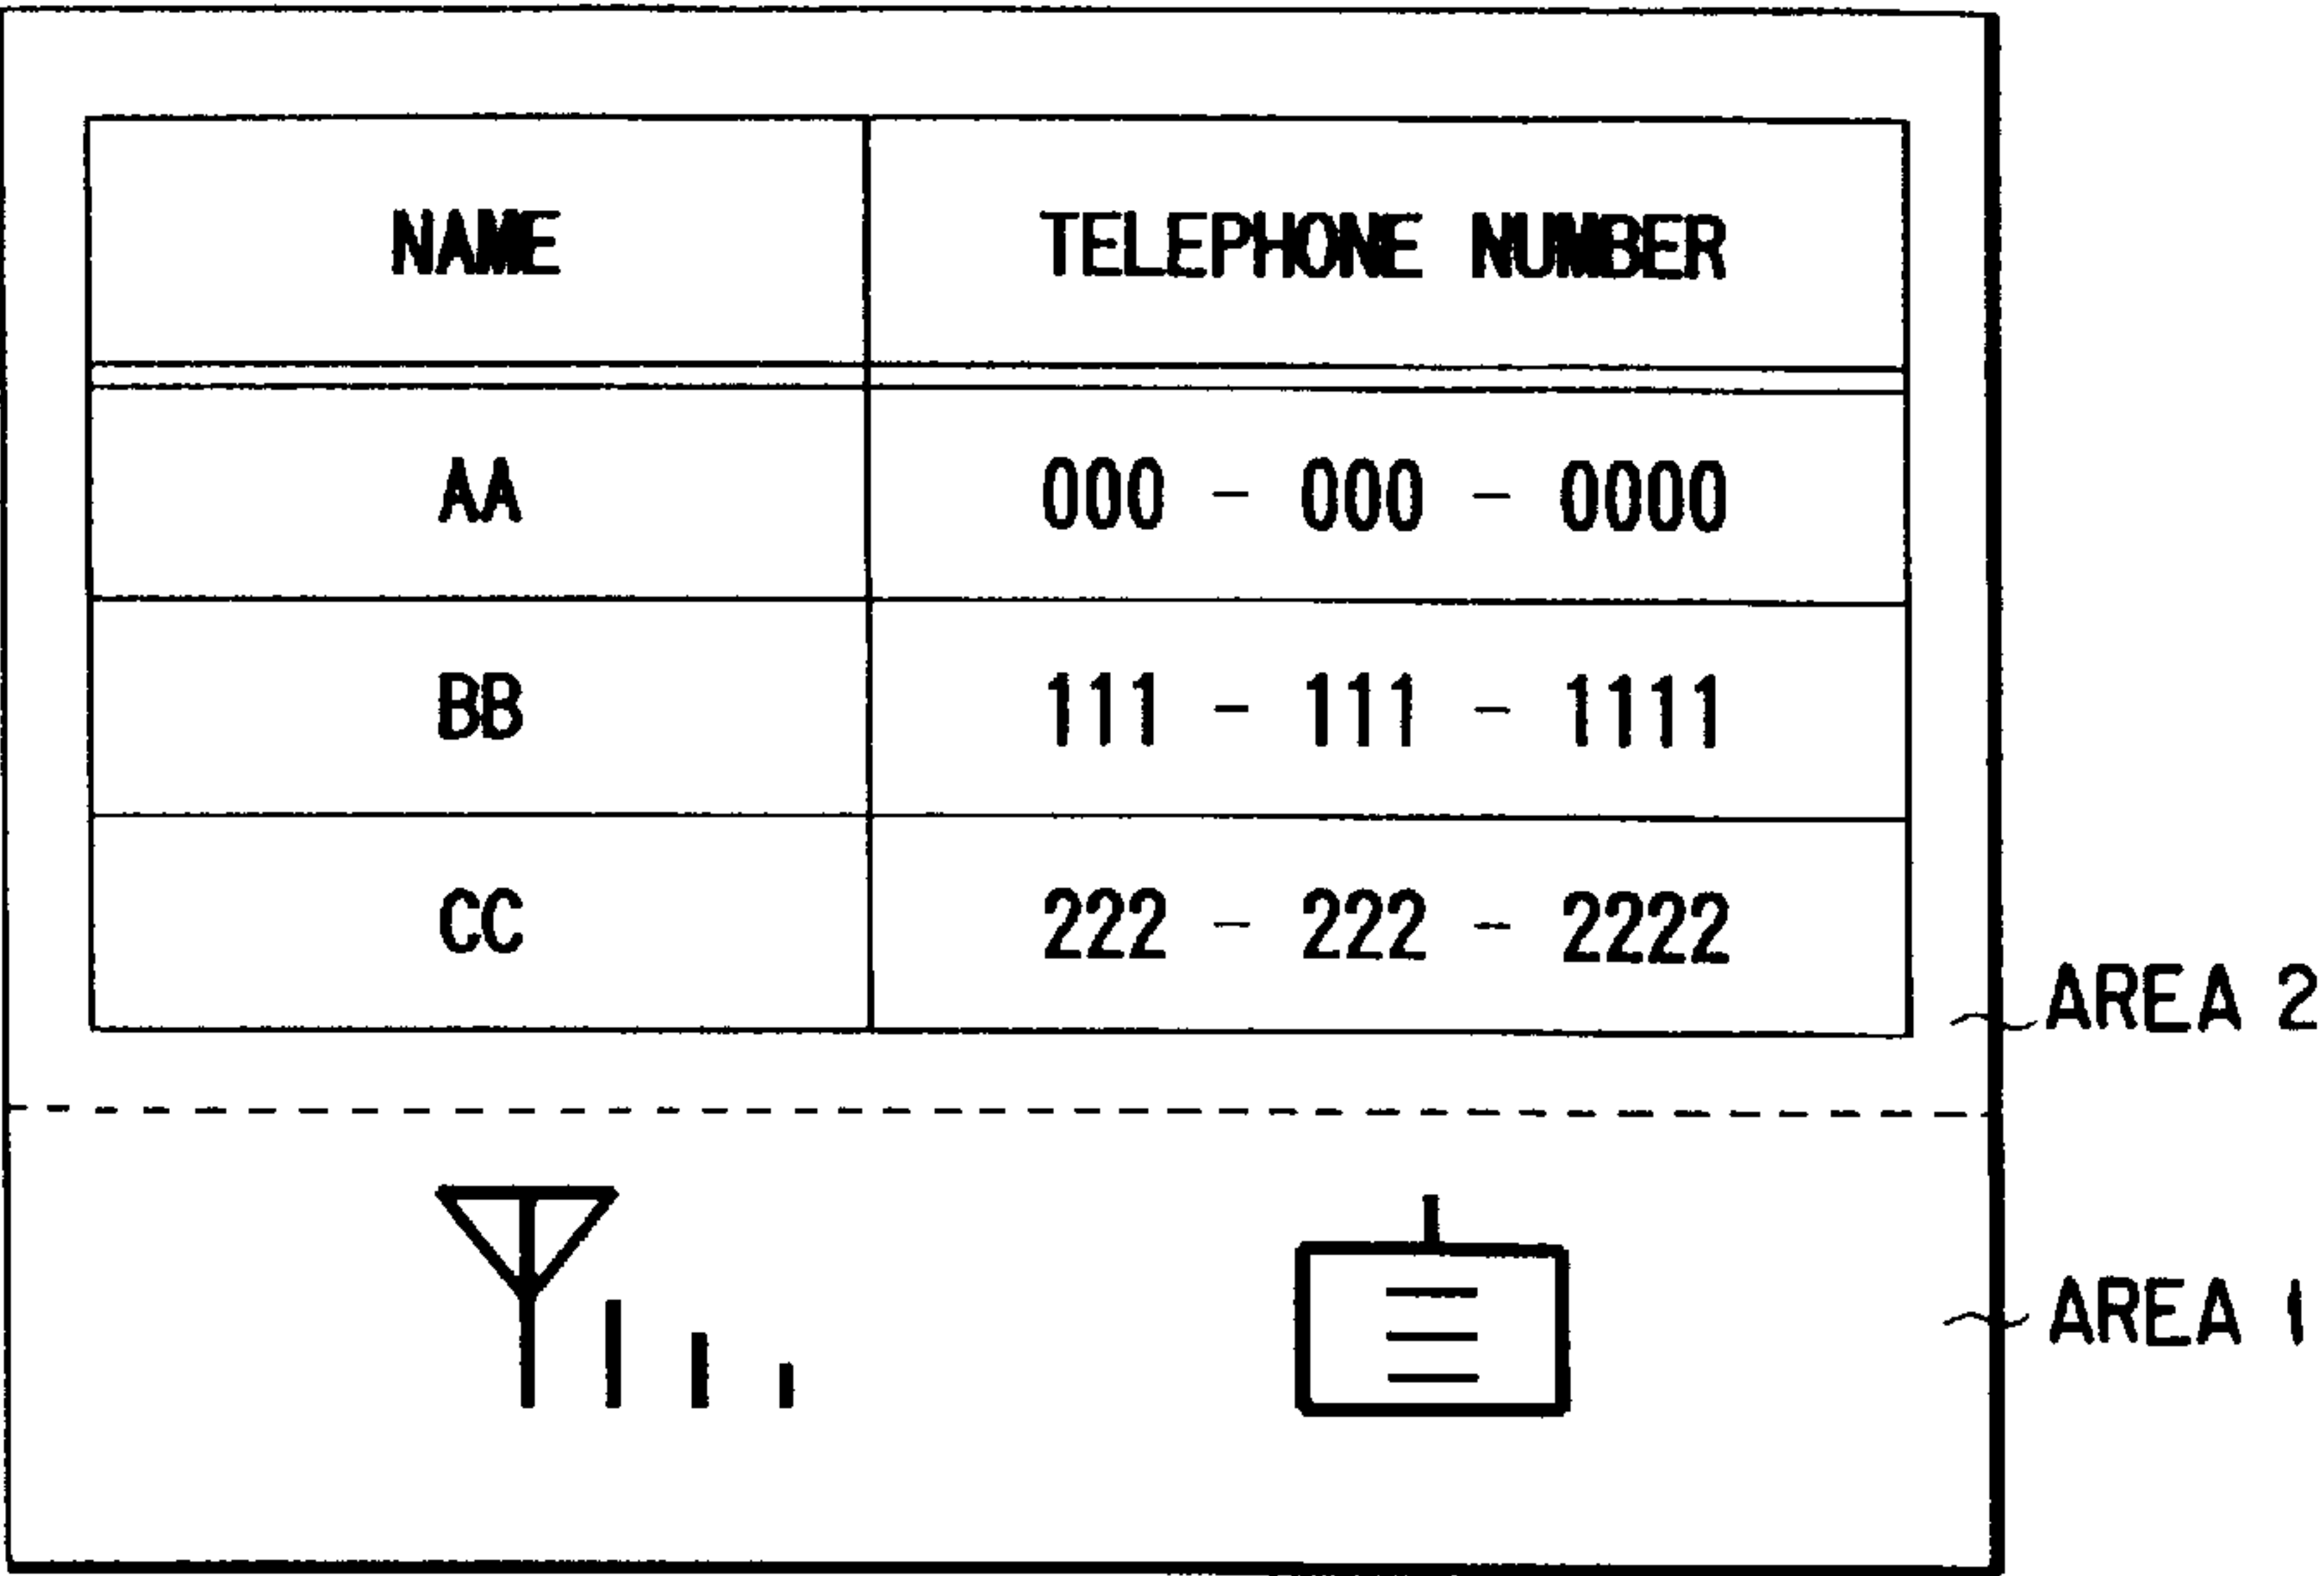 NAME TELEPHONE NUMBER
AA 000 - 000 - 0000
BB 111 - 111 - 1111
CC 222 - 222 - 2222
AREA 2
AREA 1